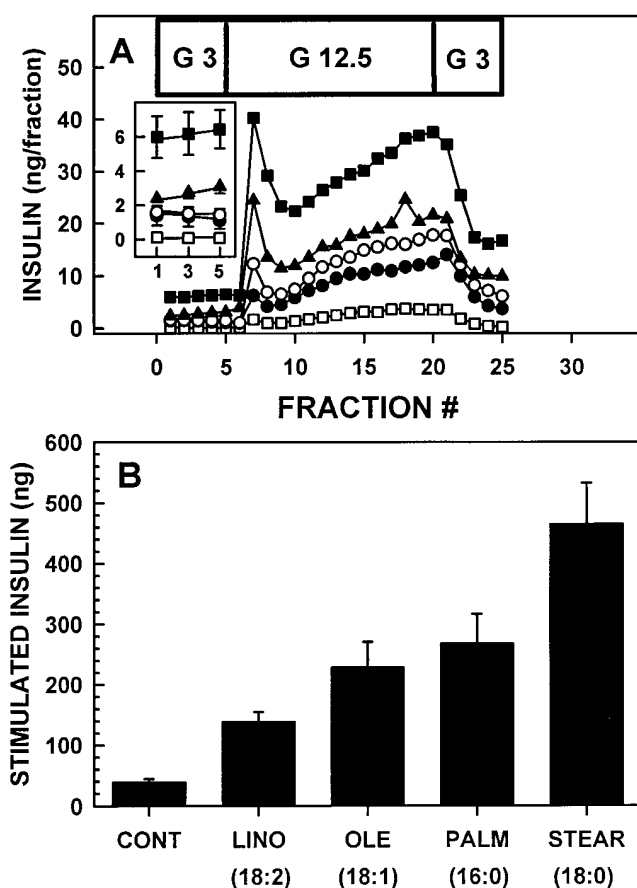 A
G 3
G 12.5
G 3
INSULIN (ng/fraction)
50
40
30
20
10
0
6
4
2
0
1 3 5
0 5 10 15 20 25 30
FRACTION #
B
STIMULATED INSULIN (ng)
600
500
400
300
200
100
0
CONT LINO OLE PALM STEAR
(18:2) (18:1) (16:0) (18:0)